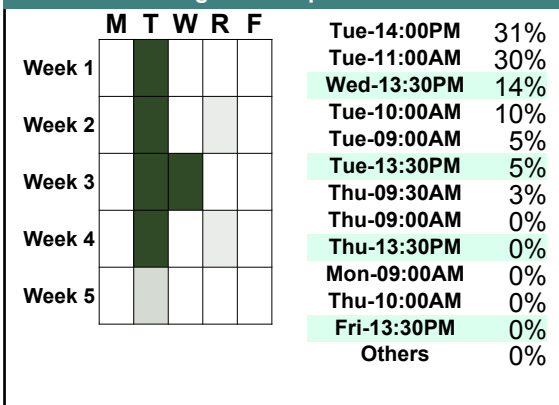 M T W R F
Week 1
Week 2
Week 3
Week 4
Week 5
Tue-14:00PM 31%
Tue-11:00AM 30%
Wed-13:30PM 14%
Tue-10:00AM 10%
Tue-09:00AM 5%
Tue-13:30PM 5%
Thu-09:30AM 3%
Thu-09:00AM 0%
Thu-13:30PM 0%
Mon-09:00AM 0%
Thu-10:00AM 0%
Fri-13:30PM 0%
Others 0%